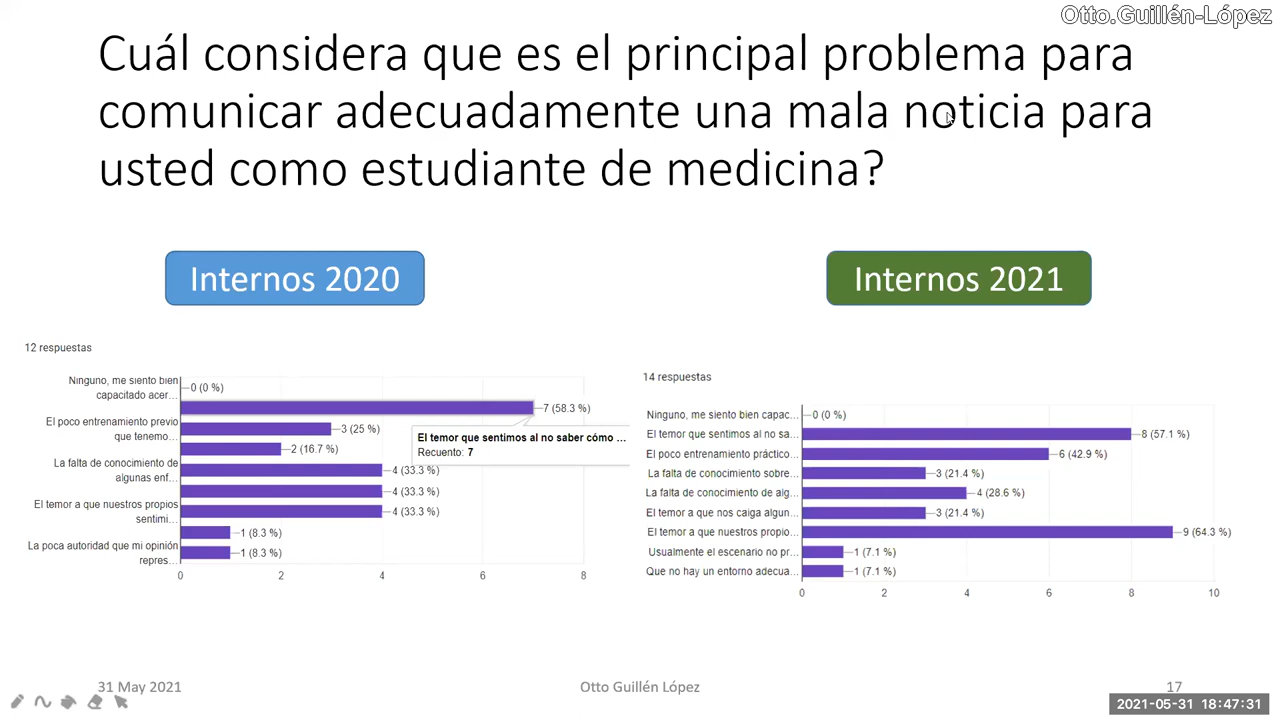 Otto.Guillén-López
Cuál considera que es el principal problema para
comunicar adecuadamente una mala noticia para
usted como estudiante de medicina?
Internos 2020
Internos 2021
12 respuestas
Ninguno, me siento bien
capacitado acer…
0 (0 %)
7 (58.3 %)
El poco entrenamiento previo
que tenemo…
3 (25 %)
El temor que sentimos al no saber cómo ...
Recuento: 7
2 (16.7 %)
La falta de conocimiento de
algunas enf…
4 (33.3 %)
4 (33.3 %)
El temor a que nuestros propios
sentimi…
4 (33.3 %)
1 (8.3 %)
La poca autoridad que mi opinión
repres…
1 (8.3 %)
0 2 4 6 8
14 respuestas
Ninguno, me siento bien capac... 0 (0 %)
El temor que sentimos al no sa... 8 (57.1 %)
El poco entrenamiento práctico... 6 (42.9 %)
La falta de conocimiento sobre... 3 (21.4 %)
La falta de conocimiento de alg... 4 (28.6 %)
El temor a que nos caiga algun... 3 (21.4 %)
El temor a que nuestros propio... 9 (64.3 %)
Usualmente el escenario no pr... 1 (7.1 %)
Que no hay un entorno adecua... 1 (7.1 %)
0 2 4 6 8 10
31 May 2021
Otto Guillén López
17
2021-05-31 18:47:31